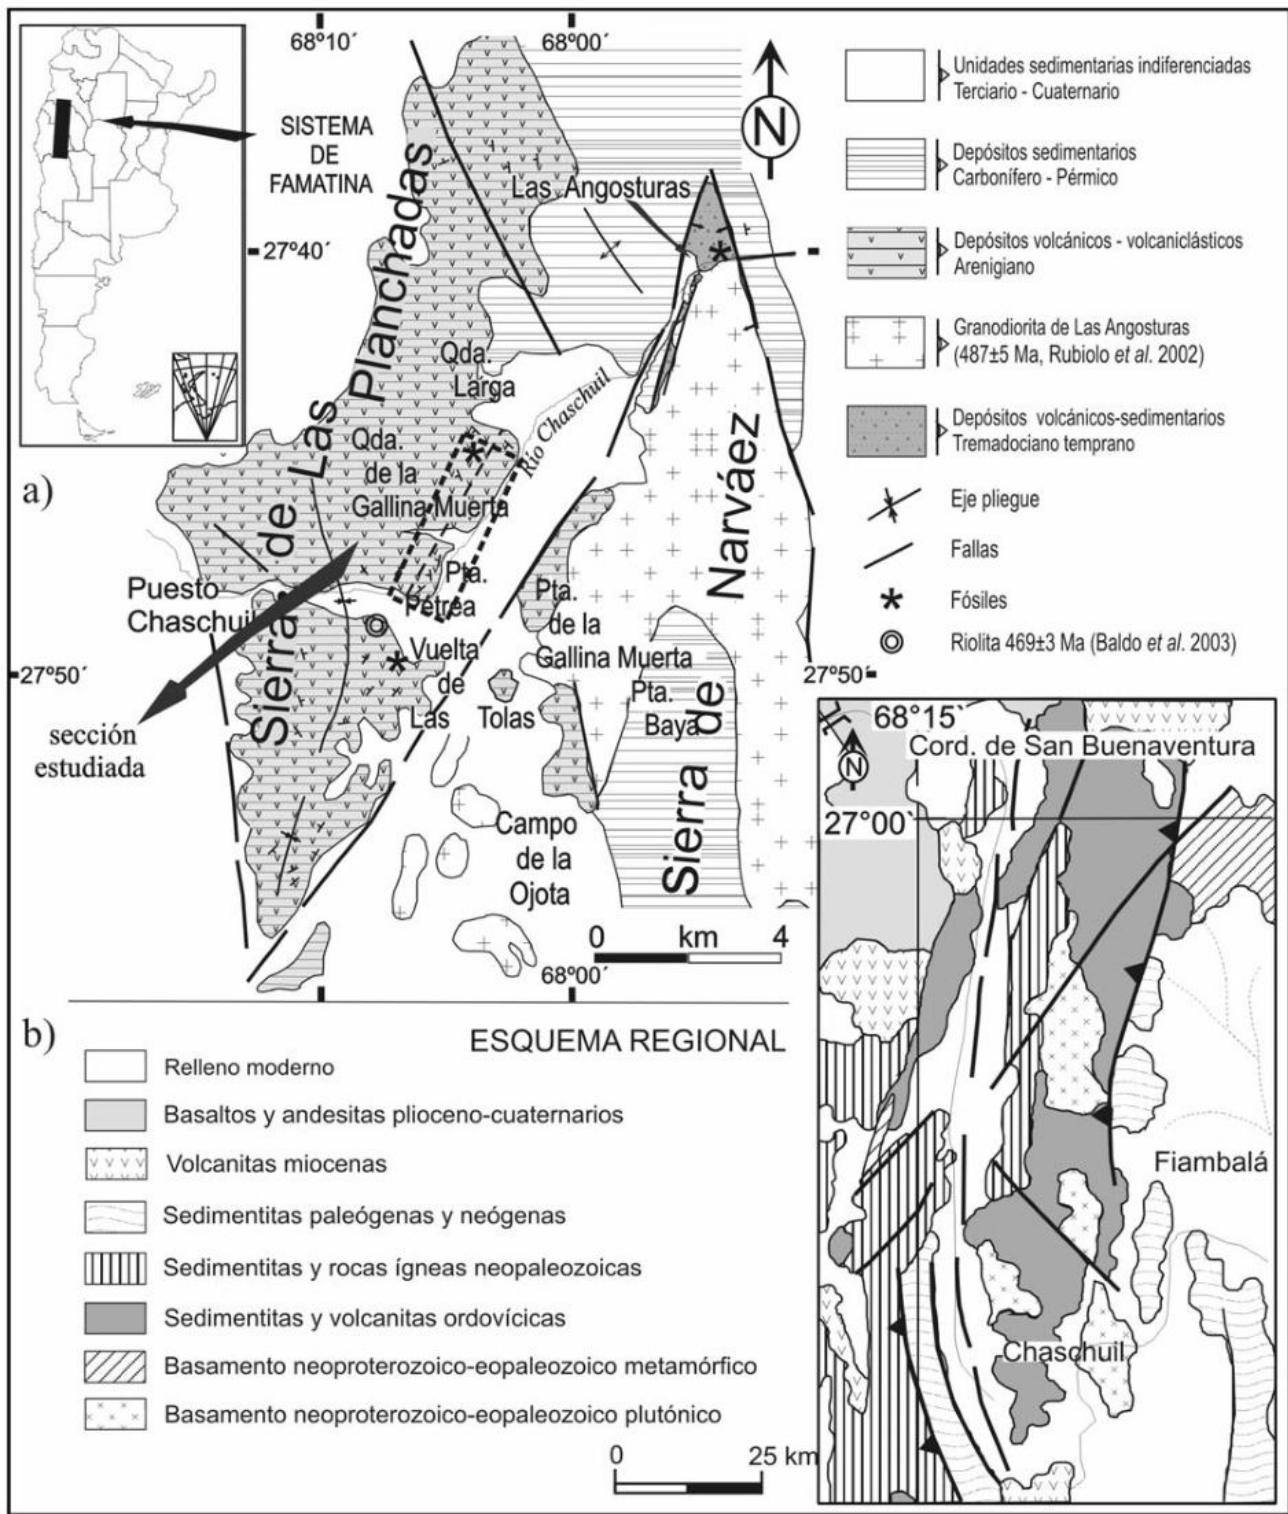 68º10´
68º00´
SISTEMA
DE
FAMATINA
27º40´
Las Angosturas
N
Sierra de Las Planchadas
Qda.
Larga
Río Chaschuil
Qda.
de la
Gallina Muerta
a)
Puesto
Chaschuil
Pta.
Pétrea
Vuelta
de
Las Tolas
Pta.
de la
Gallina Muerta
Pta.
Baya
Sierra de Narváez
27º50´
27º50´
sección
estudiada
Campo
de la
Ojota
0 km 4
68º00´
Unidades sedimentarias indiferenciadas
Terciario - Cuaternario
Depósitos sedimentarios
Carbonífero - Pérmico
Depósitos volcánicos - volcaniclásticos
Arenigiano
Granodiorita de Las Angosturas
(487±5 Ma, Rubiolo et al. 2002)
Depósitos volcánicos-sedimentarios
Tremadociano temprano
Eje pliegue
Fallas
Fósiles
Riolita 469±3 Ma (Baldo et al. 2003)
b)
ESQUEMA REGIONAL
Relleno moderno
Basaltos y andesitas plioceno-cuaternarios
Volcanitas miocenas
Sedimentitas paleógenas y neógenas
Sedimentitas y rocas ígneas neopaleozoicas
Sedimentitas y volcanitas ordovícicas
Basamento neoproterozoico-eopaleozoico metamórfico
Basamento neoproterozoico-eopaleozoico plutónico
0 25 km
68°15`
Cord. de San Buenaventura
N
27°00`
Fiambalá
Chaschuil